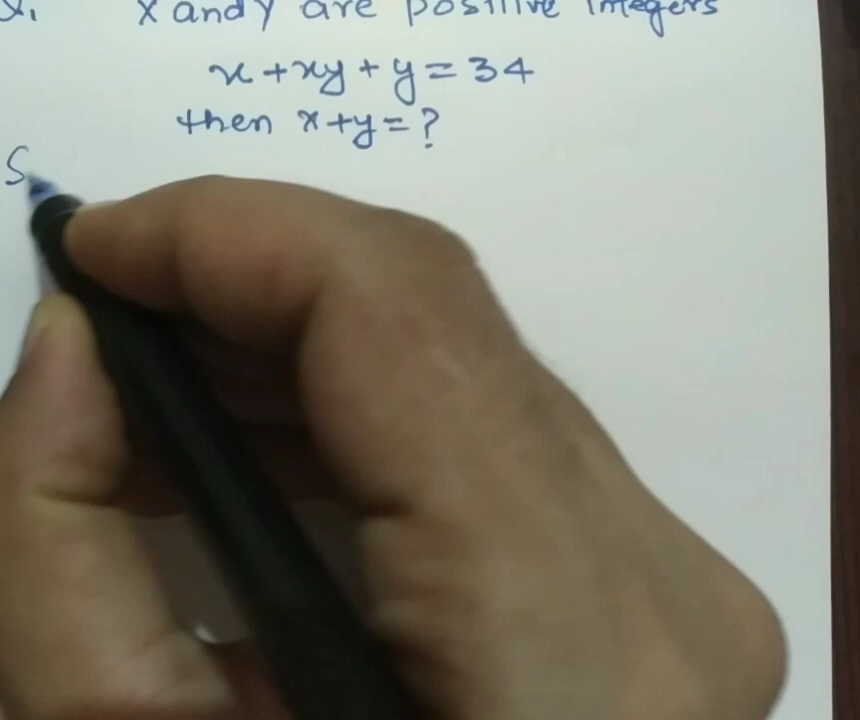 x and y are positive integers
x+xy+y=34
then x+y=?
S